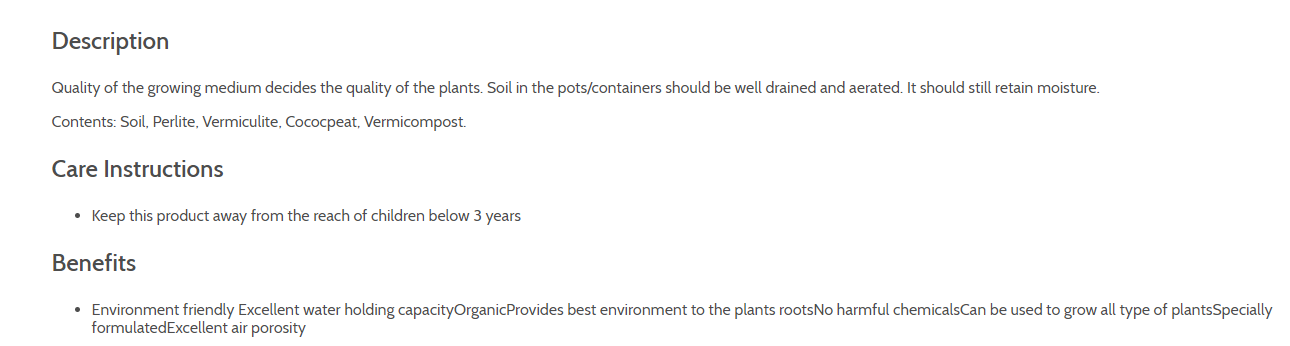 Description
Quality of the growing medium decides the quality of the plants. Soil in the pots/containers should be well drained and aerated. It should still retain moisture.
Contents: Soil, Perlite, Vermiculite, Cococpeat, Vermicompost.
Care Instructions
• Keep this product away from the reach of children below 3 years
Benefits
• Environment friendly Excellent water holding capacityOrganicProvides best environment to the plants rootsNo harmful chemicalsCan be used to grow all type of plantsSpecially
formulatedExcellent air porosity